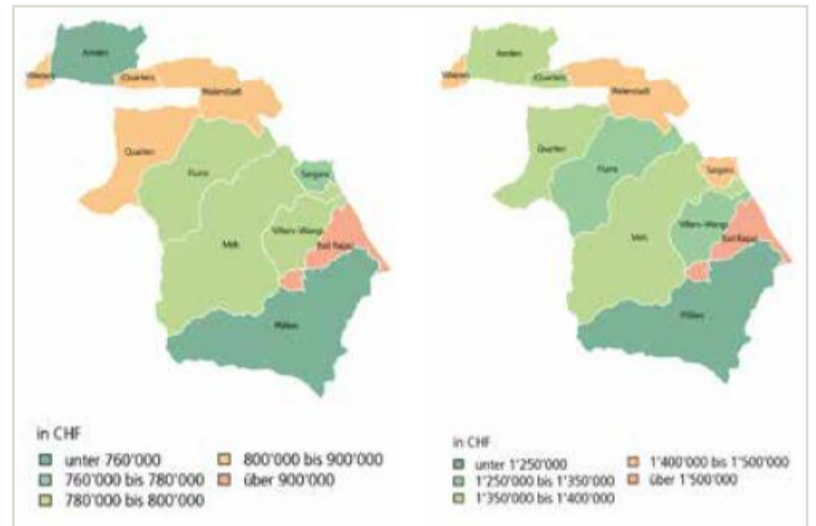 Amden
Weesen
(Quarten)
Walenstadt
Quarten
Flums
Sargans
Mels
Vilters-Wangs
Bad Ragaz
Pfäfers
in CHF
unter 760'000
760'000 bis 780'000
780'000 bis 800'000
800'000 bis 900'000
über 900'000
Amden
Weesen
(Quarten)
Walenstadt
Quarten
Flums
Sargans
Mels
Vilters-Wangs
Bad Ragaz
Pfäfers
in CHF
unter 1'250'000
1'250'000 bis 1'350'000
1'350'000 bis 1'400'000
1'400'000 bis 1'500'000
über 1'500'000